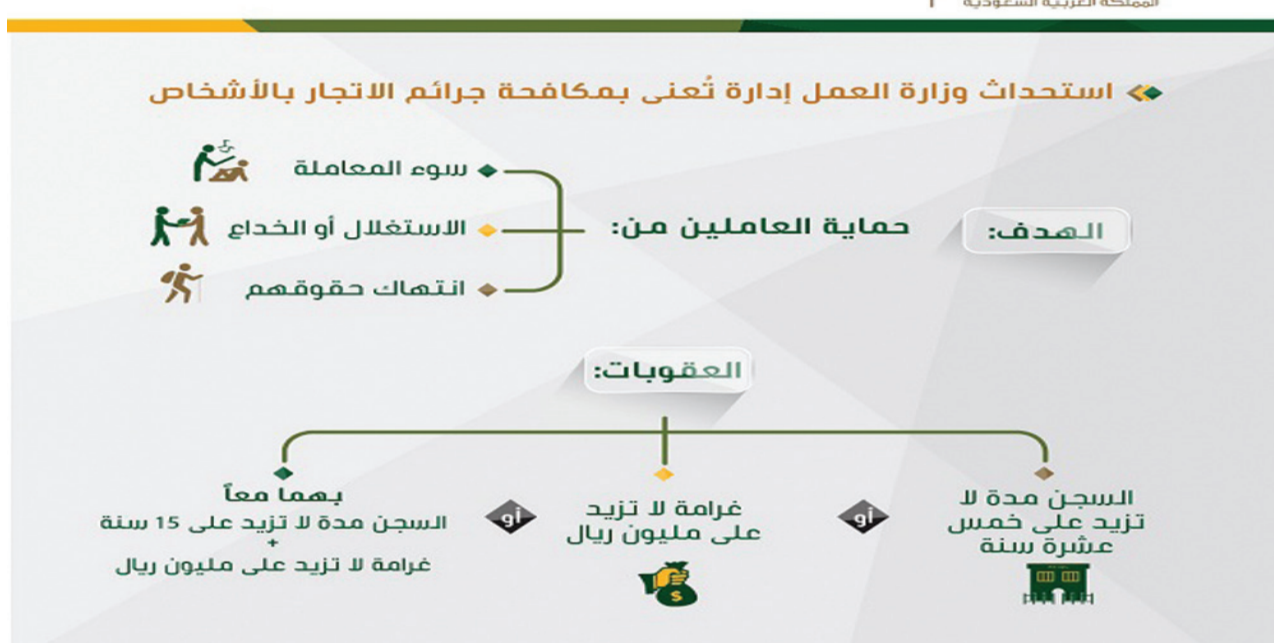 المملكة العربية السعودية
استحداث وزارة العمل إدارة تُعنى بمكافحة جرائم الاتجار بالأشخاص
الهدف:
حماية العاملين من:
سوء المعاملة
الاستغلال أو الخداع
انتهاك حقوقهم
العقوبات:
السجن مدة لا
تزيد على خمس
عشرة سنة
أو
غرامة لا تزيد
على مليون ريال
أو
بهما معاً
السجن مدة لا تزيد على 15 سنة
+
غرامة لا تزيد على مليون ريال